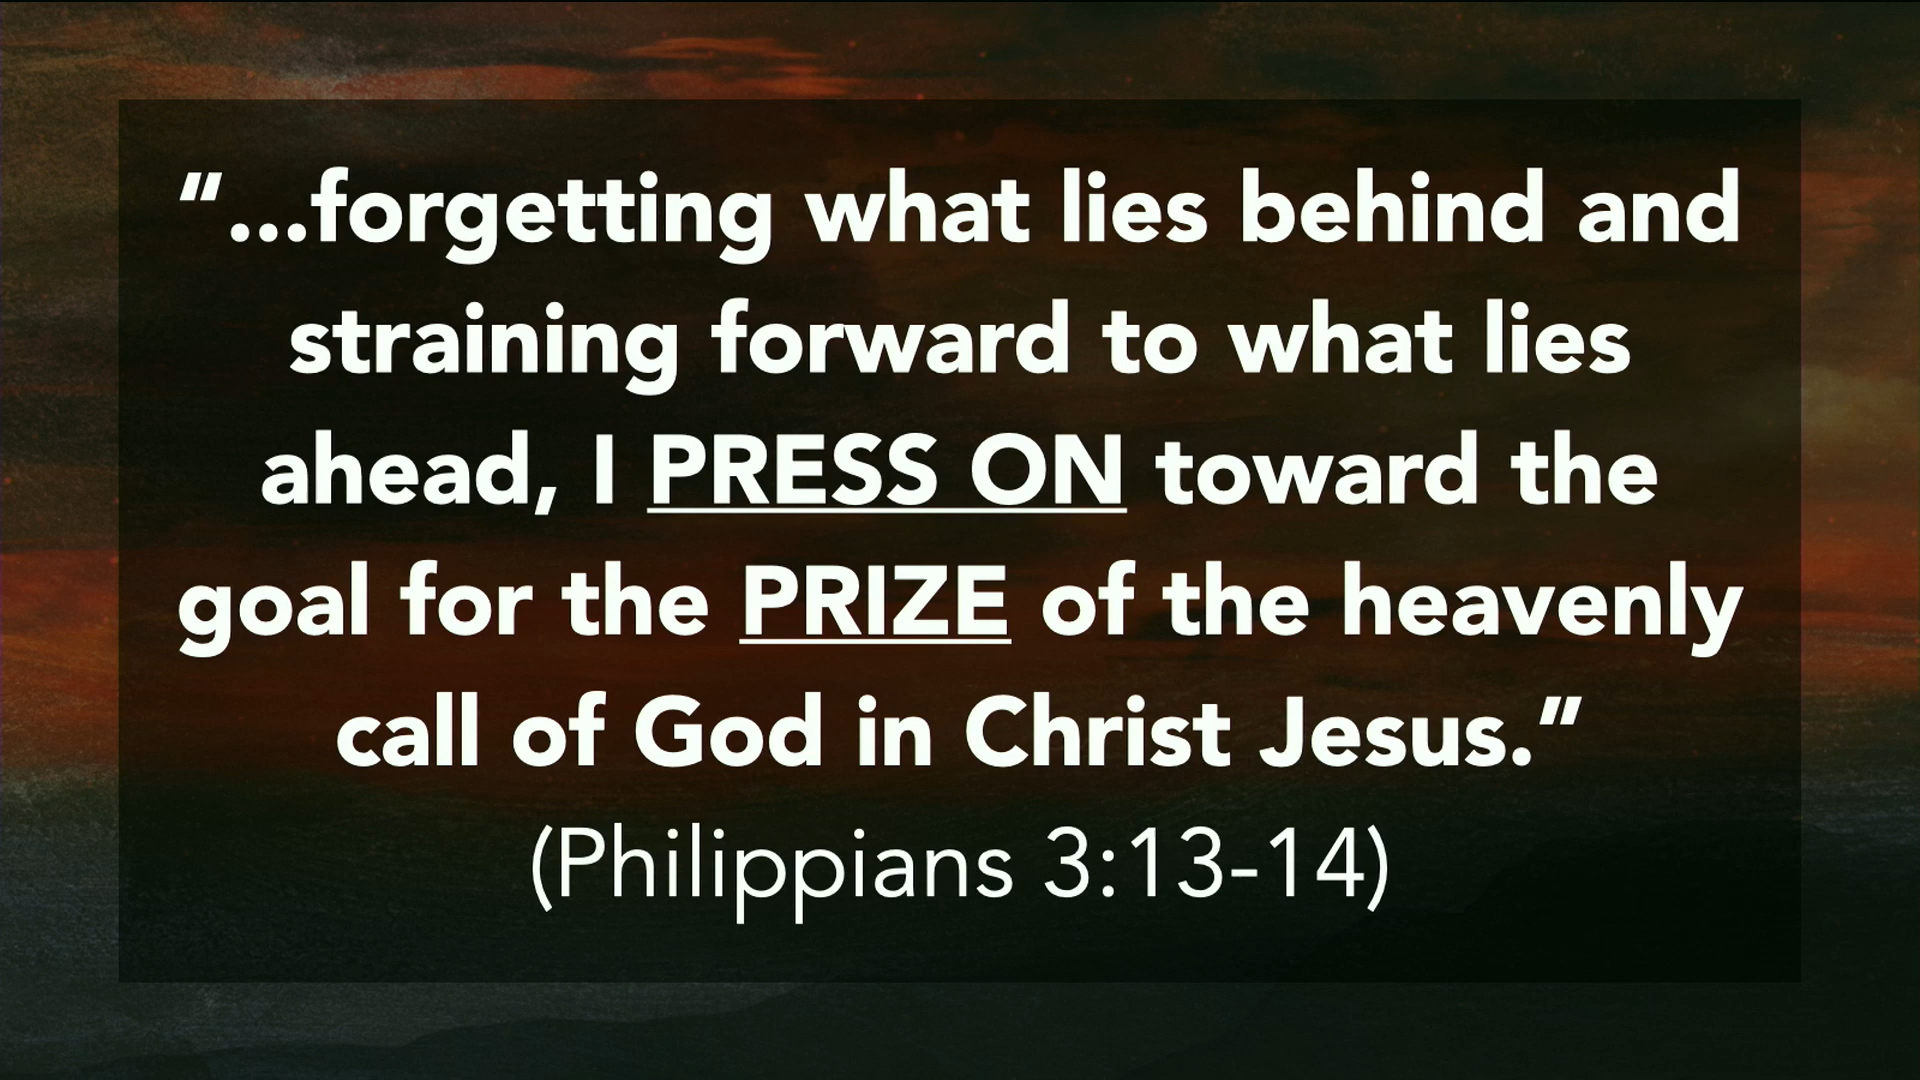 “...forgetting what lies behind and
straining forward to what lies
ahead, I PRESS ON toward the
goal for the PRIZE of the heavenly
call of God in Christ Jesus.”
(Philippians 3:13-14)